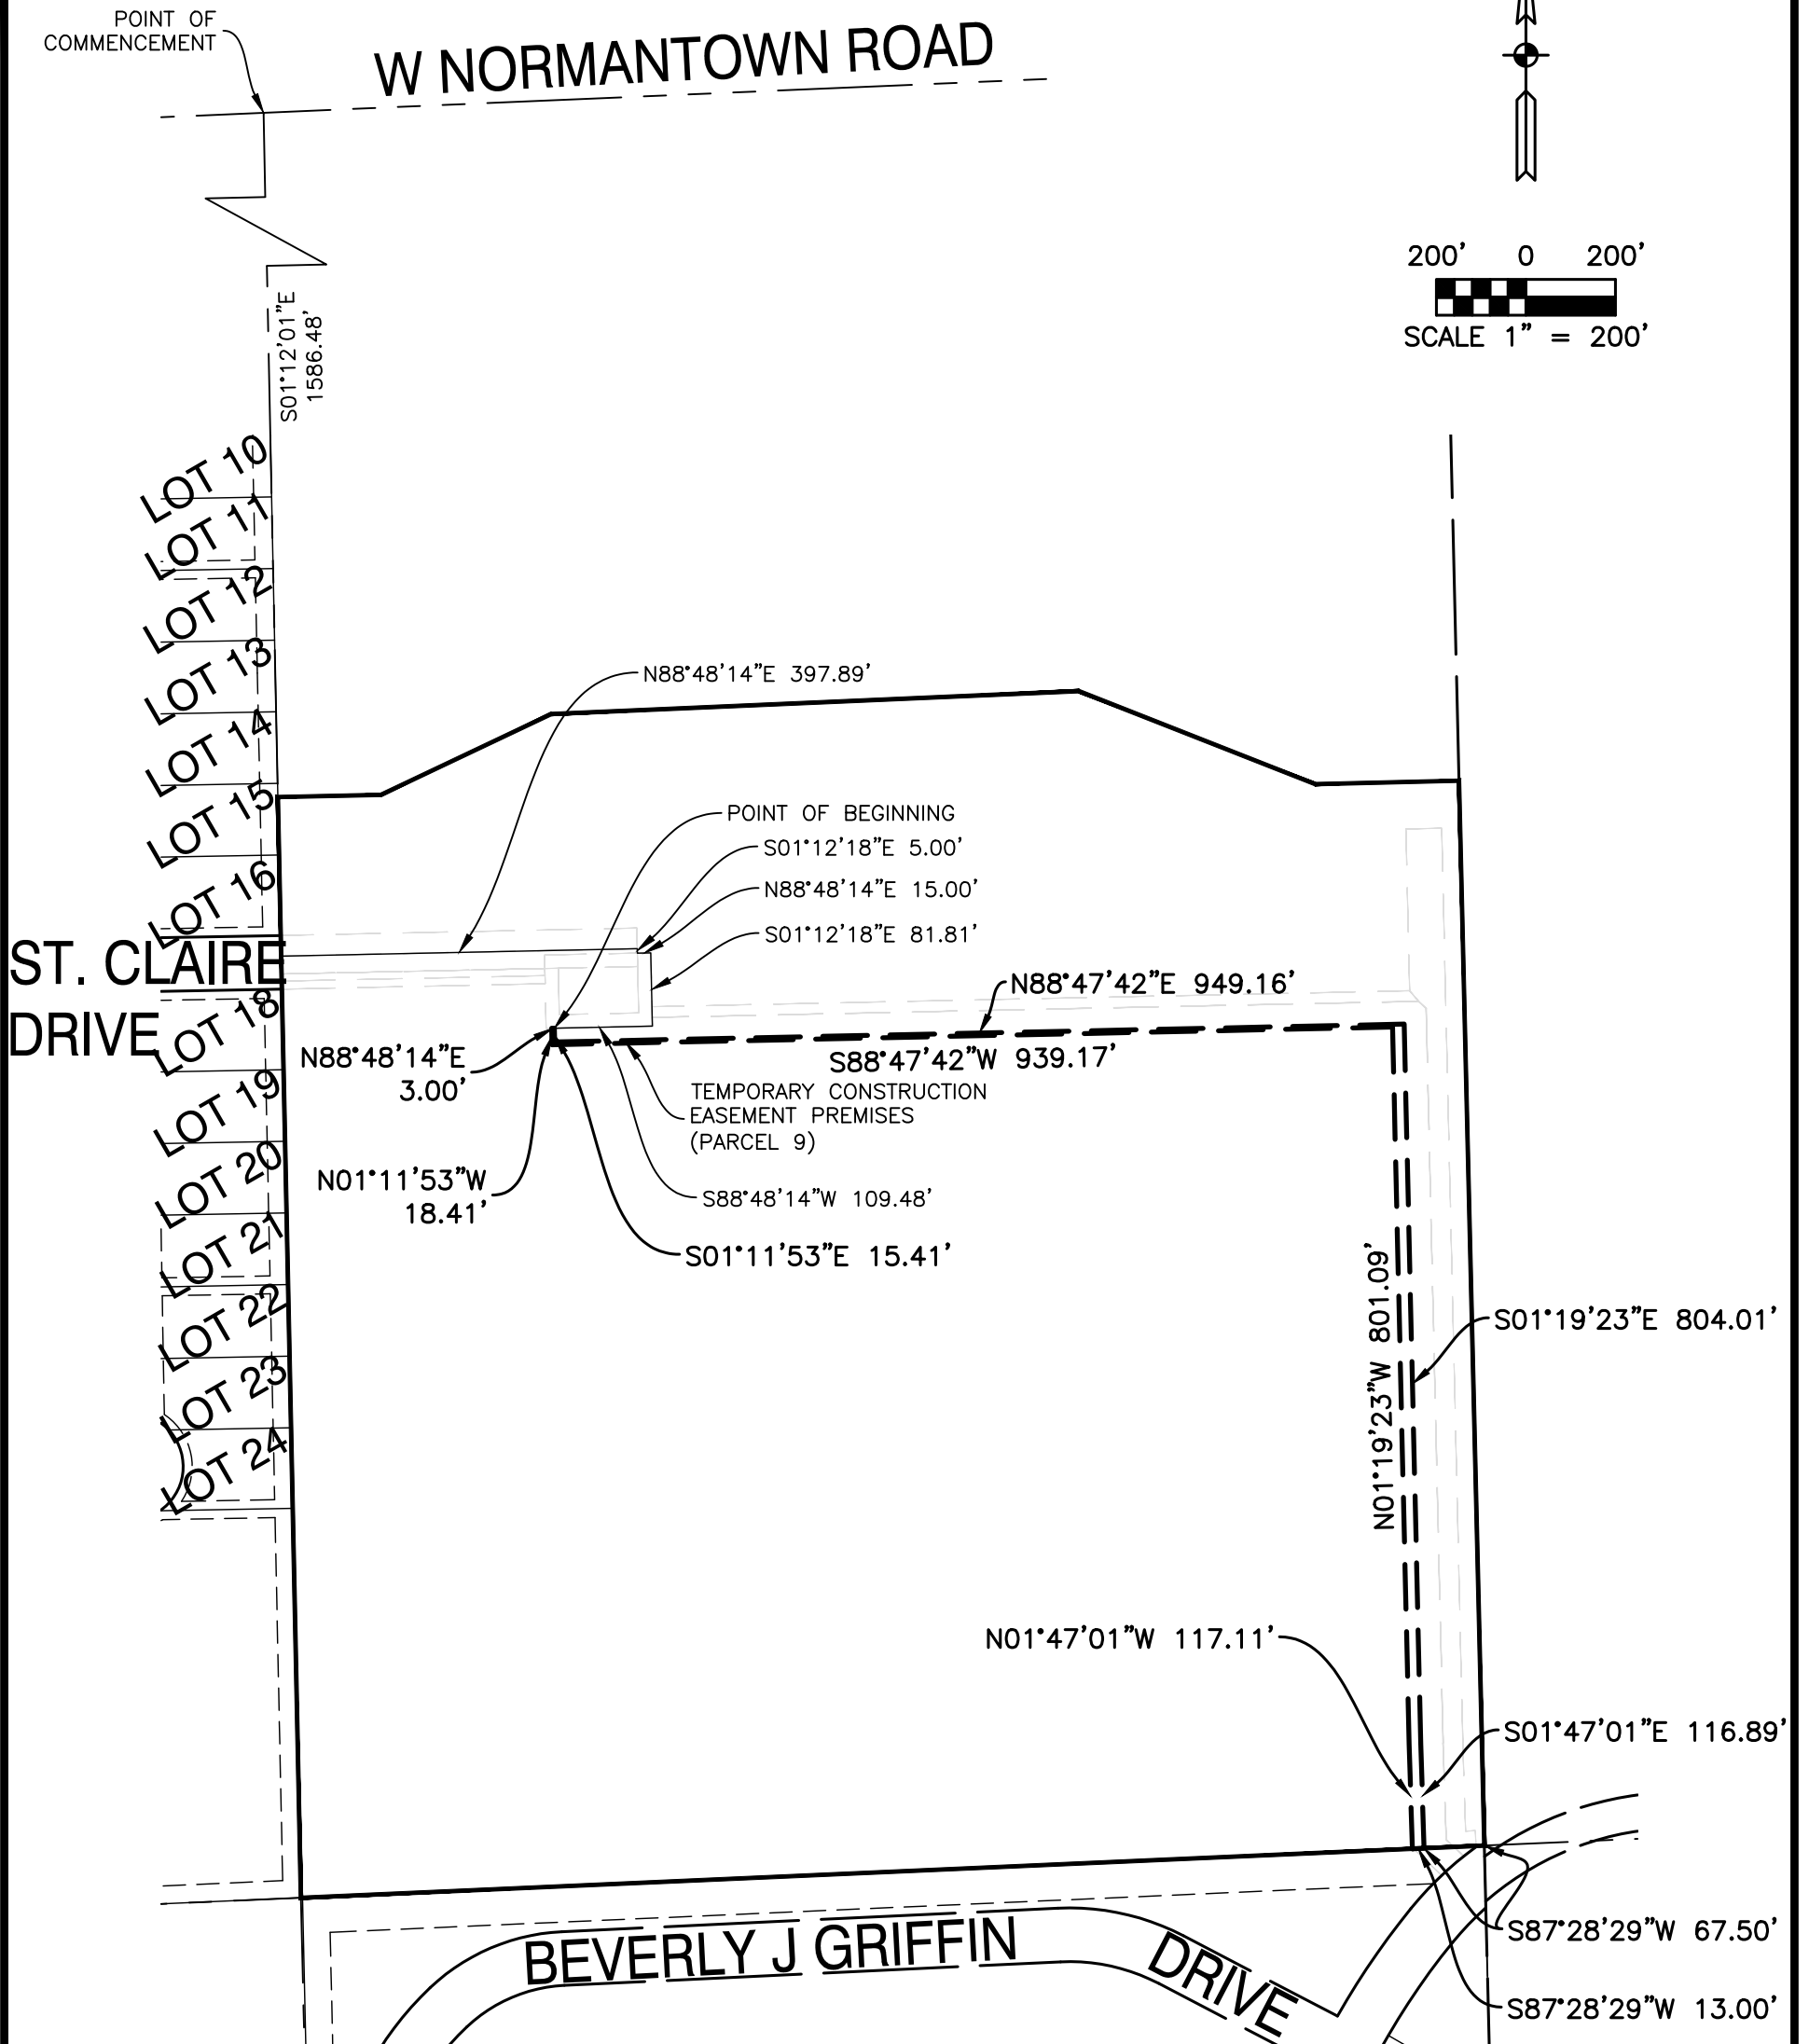 POINT OF
COMMENCEMENT
W NORMANTOWN ROAD
200' 0 200'
SCALE 1" = 200'
S01°12'01"E
1586.48'
LOT 10
LOT 11
LOT 12
LOT 13
LOT 14
LOT 15
LOT 16
N88°48'14"E 397.89'
POINT OF BEGINNING
S01°12'18"E 5.00'
N88°48'14"E 15.00'
S01°12'18"E 81.81'
ST. CLAIRE
DRIVE
N88°47'42"E 949.16'
S88°47'42"W 939.17'
LOT 18
LOT 19
LOT 20
LOT 21
LOT 22
LOT 23
LOT 24
N88°48'14"E
3.00'
TEMPORARY CONSTRUCTION
EASEMENT PREMISES
(PARCEL 9)
N01°11'53"W
18.41'
S88°48'14"W 109.48'
S01°11'53"E 15.41'
N01°19'23"W 801.09'
S01°19'23"E 804.01'
N01°47'01"W 117.11'
S01°47'01"E 116.89'
S87°28'29"W 67.50'
S87°28'29"W 13.00'
BEVERLY J GRIFFIN DRIVE